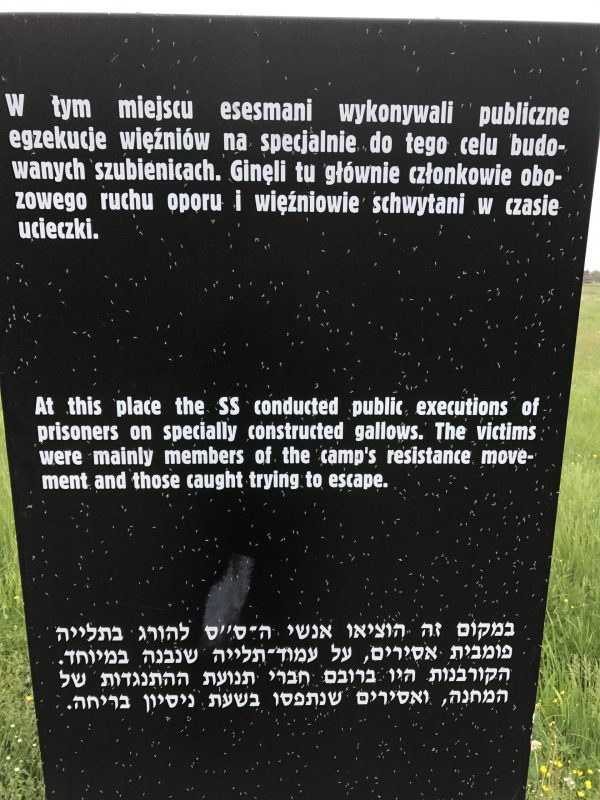 W tym miejscu esesmani wykonywali publiczne
egzekucje więźniów na specjalnie do tego celu budo-
wanych szubienicach. Ginęli tu głównie członkowie obo-
zowego ruchu oporu i więźniowie schwytani w czasie
ucieczki.
At this place the SS conducted public executions of
prisoners on specially constructed gallows. The victims
were mainly members of the camp's resistance move-
ment and those caught trying to escape.
במקום זה הוציאו אנשי ה־ס״ס להורג בתלייה
פומבית אסירים, על עמוד־תלייה שנבנה במיוחד.
הקורבנות היו ברובם חברי תנועת ההתנגדות של
המחנה, ואסירים שנתפסו בשעת ניסיון בריחה.